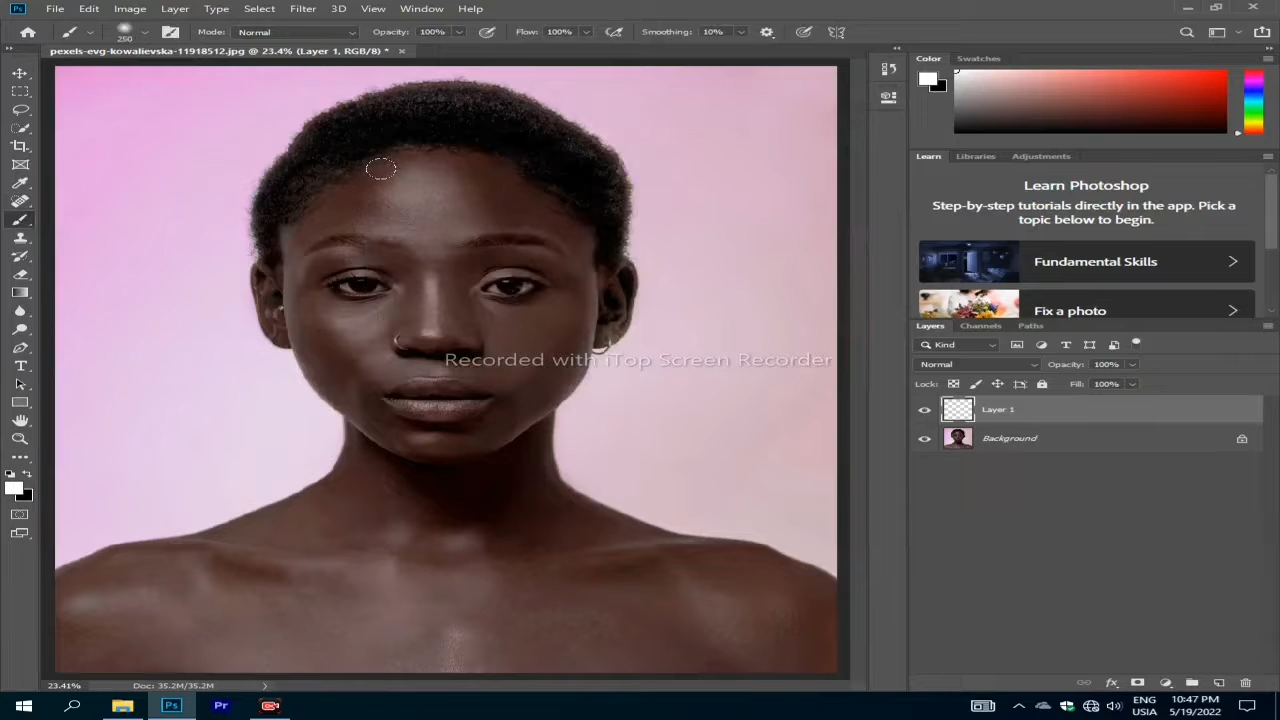 Ps File Edit Image Layer Type Select Filter 3D View Window Help
250 Mode: Normal Opacity: 100% Flow: 100% Smoothing: 10%
pexels-evg-kowalievska-11918512.jpg @ 23.4% (Layer 1, RGB/8) *
Color Swatches
Learn Libraries Adjustments
Learn Photoshop
Step-by-step tutorials directly in the app. Pick a
topic below to begin.
Fundamental Skills
Fix a photo
Layers Channels Paths
Kind
Normal Opacity: 100%
Lock: Fill: 100%
Layer 1
Background
Recorded with iTop Screen Recorder
23.41% Doc: 35.2M/35.2M
Ps Pr ENG 10:47 PM
USIA 5/19/2022